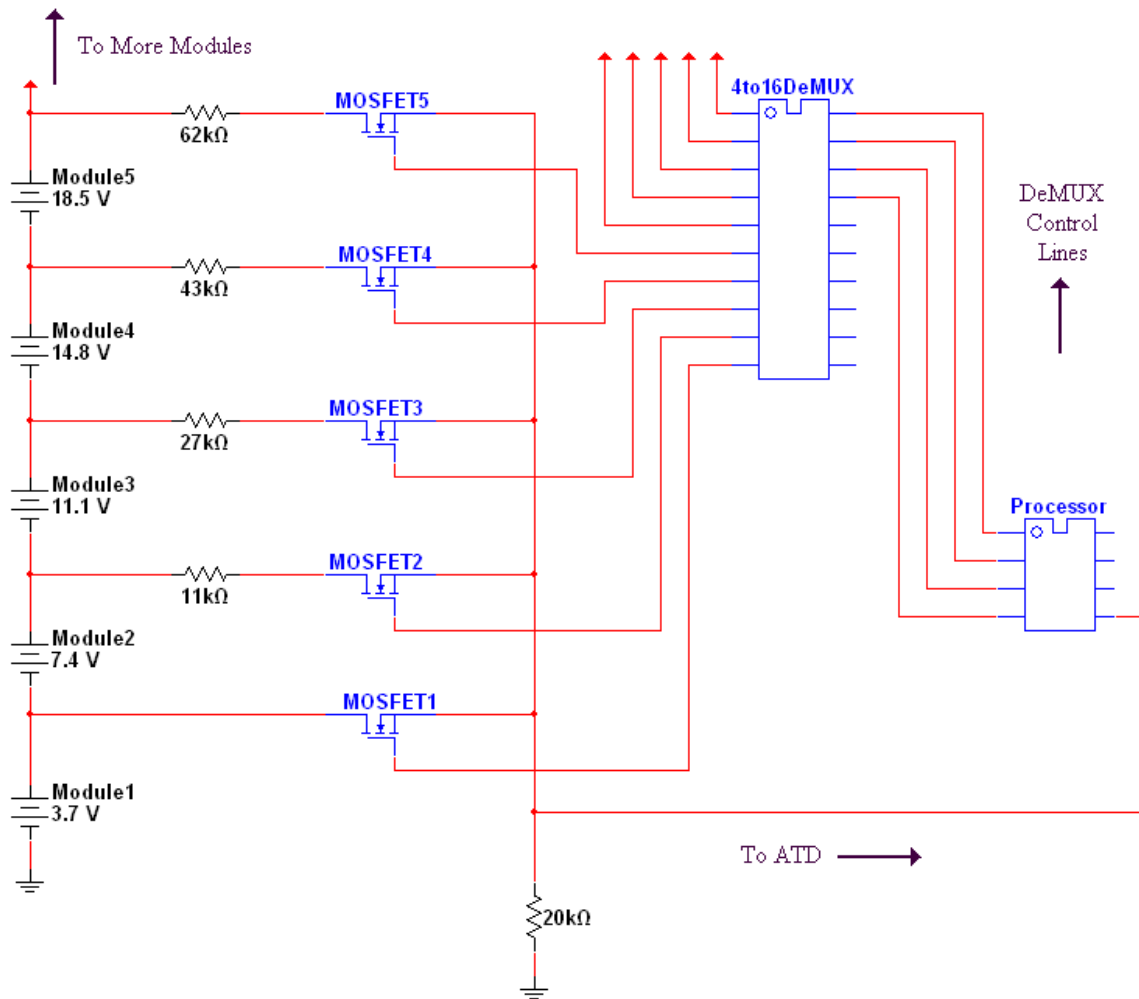 To More Modules
4to16DeMUX
MOSFET5
62kΩ
Module5
18.5 V
DeMUX
Control
Lines
MOSFET4
43kΩ
Module4
14.8 V
MOSFET3
27kΩ
Module3
11.1 V
Processor
MOSFET2
11kΩ
Module2
7.4 V
MOSFET1
Module1
3.7 V
To ATD
20kΩ